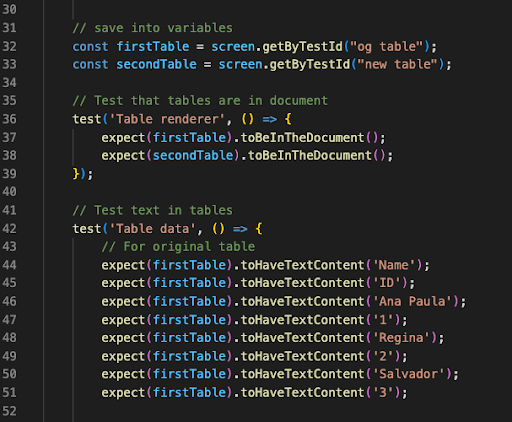 30
31 // save into variables
32 const firstTable = screen.getByTestId("og table");
33 const secondTable = screen.getByTestId("new table");
34
35 // Test that tables are in document
36 test('Table renderer', () => {
37 expect(firstTable).toBeInTheDocument();
38 expect(secondTable).toBeInTheDocument();
39 });
40
41 // Test text in tables
42 test('Table data', () => {
43 // For original table
44 expect(firstTable).toHaveTextContent('Name');
45 expect(firstTable).toHaveTextContent('ID');
46 expect(firstTable).toHaveTextContent('Ana Paula');
47 expect(firstTable).toHaveTextContent('1');
48 expect(firstTable).toHaveTextContent('Regina');
49 expect(firstTable).toHaveTextContent('2');
50 expect(firstTable).toHaveTextContent('Salvador');
51 expect(firstTable).toHaveTextContent('3');
52